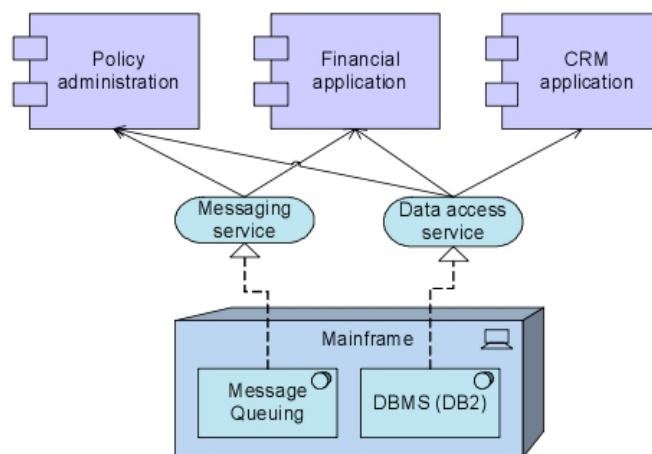 Policy
administration
Financial
application
CRM
application
Messaging
service
Data access
service
Mainframe
Message
Queuing
DBMS (DB2)